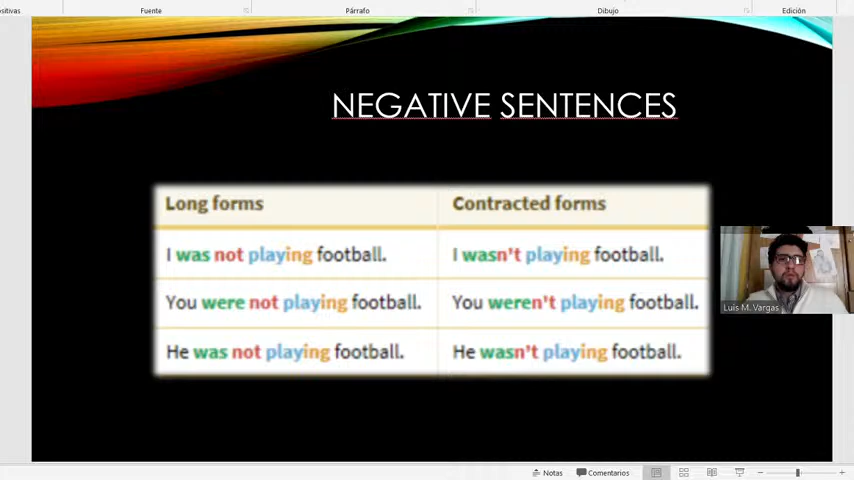 ositivas Fuente Párrafo Dibujo Edición
NEGATIVE SENTENCES
Long forms Contracted forms
I was not playing football. I wasn't playing football.
You were not playing football. You weren't playing football.
He was not playing football. He wasn't playing football.
Luis M. Vargas
Notas Comentarios